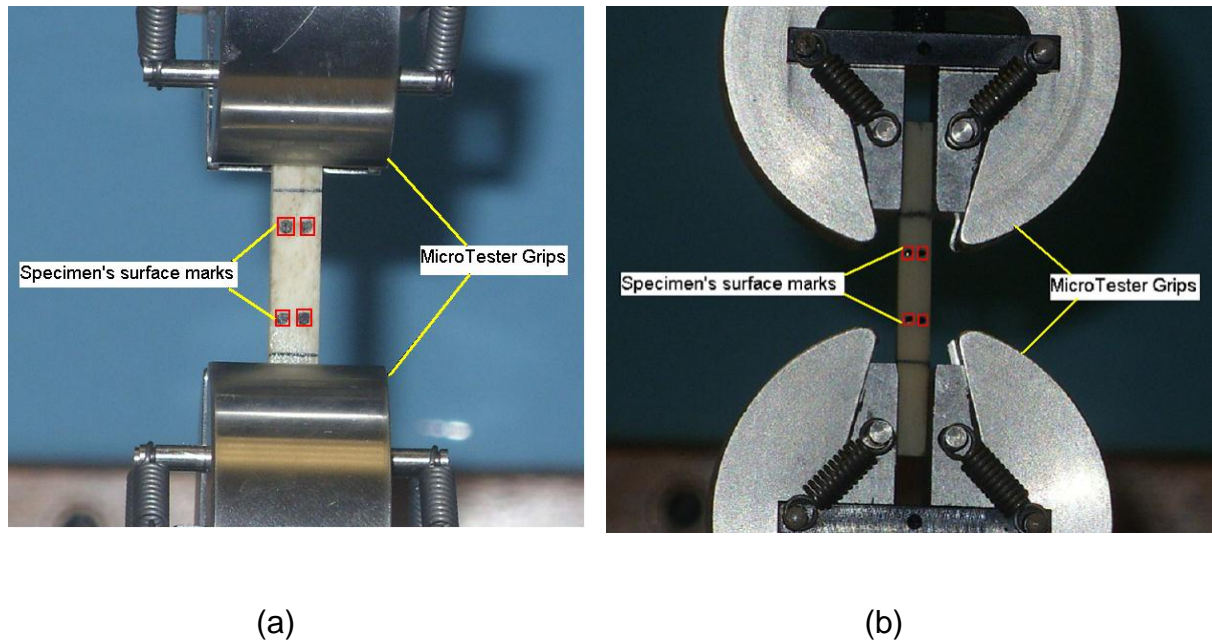 Specimen's surface marks
MicroTester Grips
Specimen's surface marks
MicroTester Grips
(a)
(b)